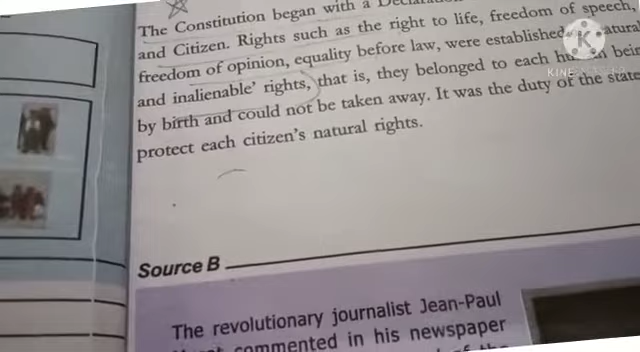 The Constitution began with a
and Citizen. Rights such as the right to life, freedom of speech,
freedom of opinion, equality before law, were established
and inalienable' rights, that is, they belonged to each
by birth and could not be taken away. It was the duty of the
protect each citizen's natural rights.
Source B
The revolutionary journalist Jean-Paul
commented in his newspaper
K
KINEMASTER